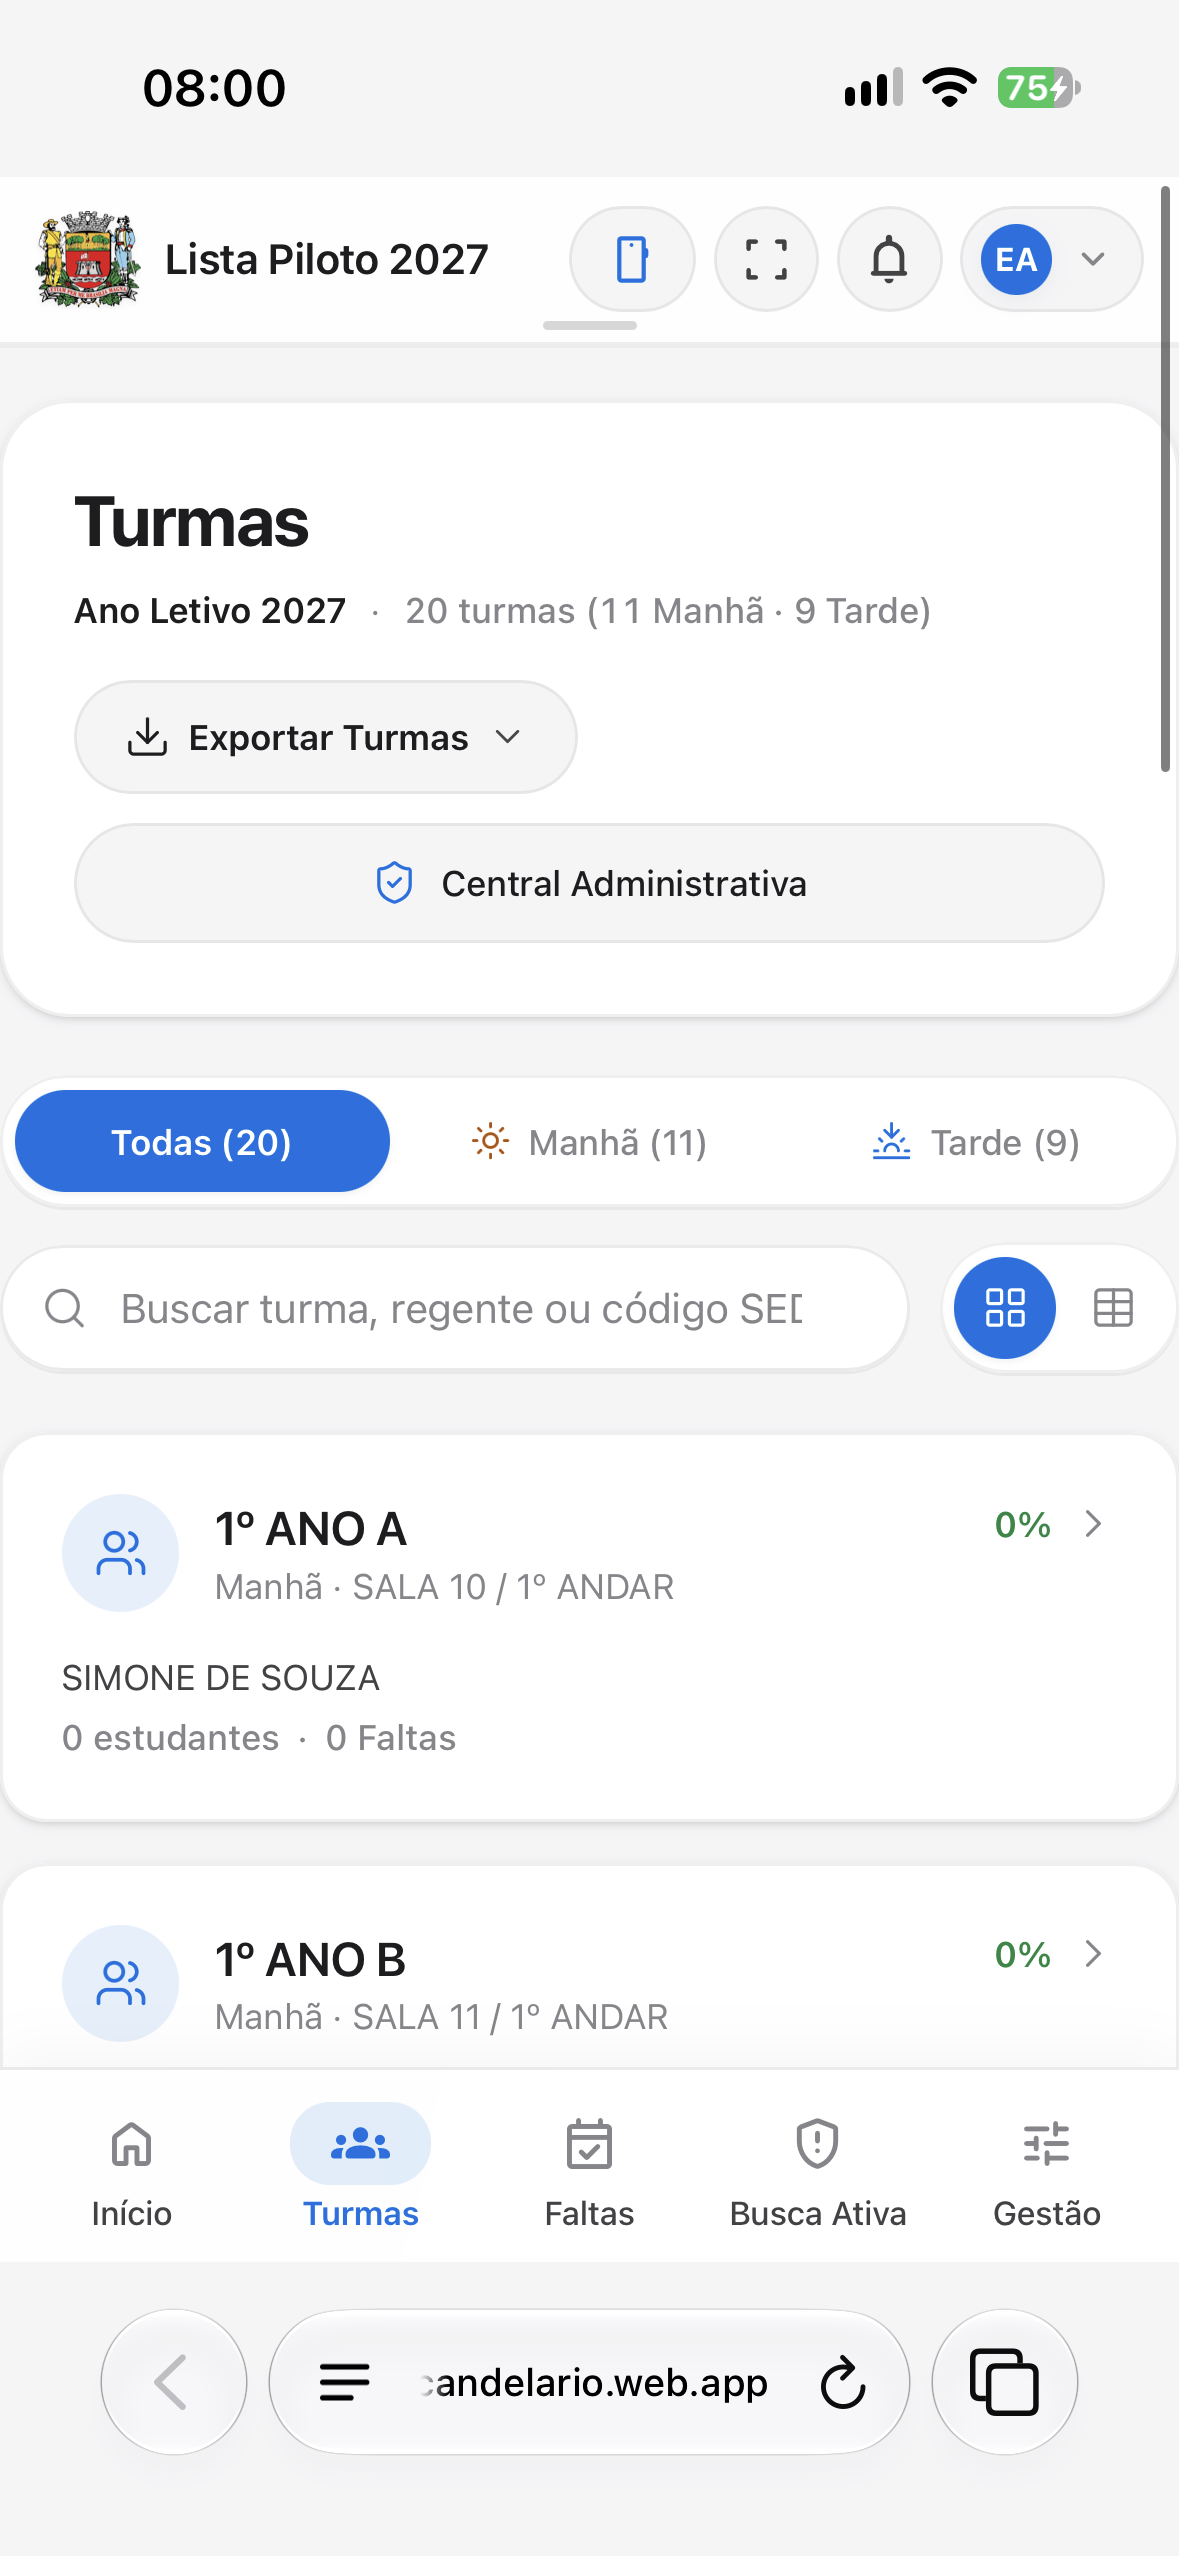 08:00
75
Lista Piloto 2027
EA
Turmas
Ano Letivo 2027 · 20 turmas (11 Manhã · 9 Tarde)
Exportar Turmas
Central Administrativa
Todas (20)
Manhã (11)
Tarde (9)
Buscar turma, regente ou código SED
1º ANO A
0%
Manhã · SALA 10 / 1º ANDAR
SIMONE DE SOUZA
0 estudantes · 0 Faltas
1º ANO B
0%
Manhã · SALA 11 / 1º ANDAR
Início
Turmas
Faltas
Busca Ativa
Gestão
candelario.web.app